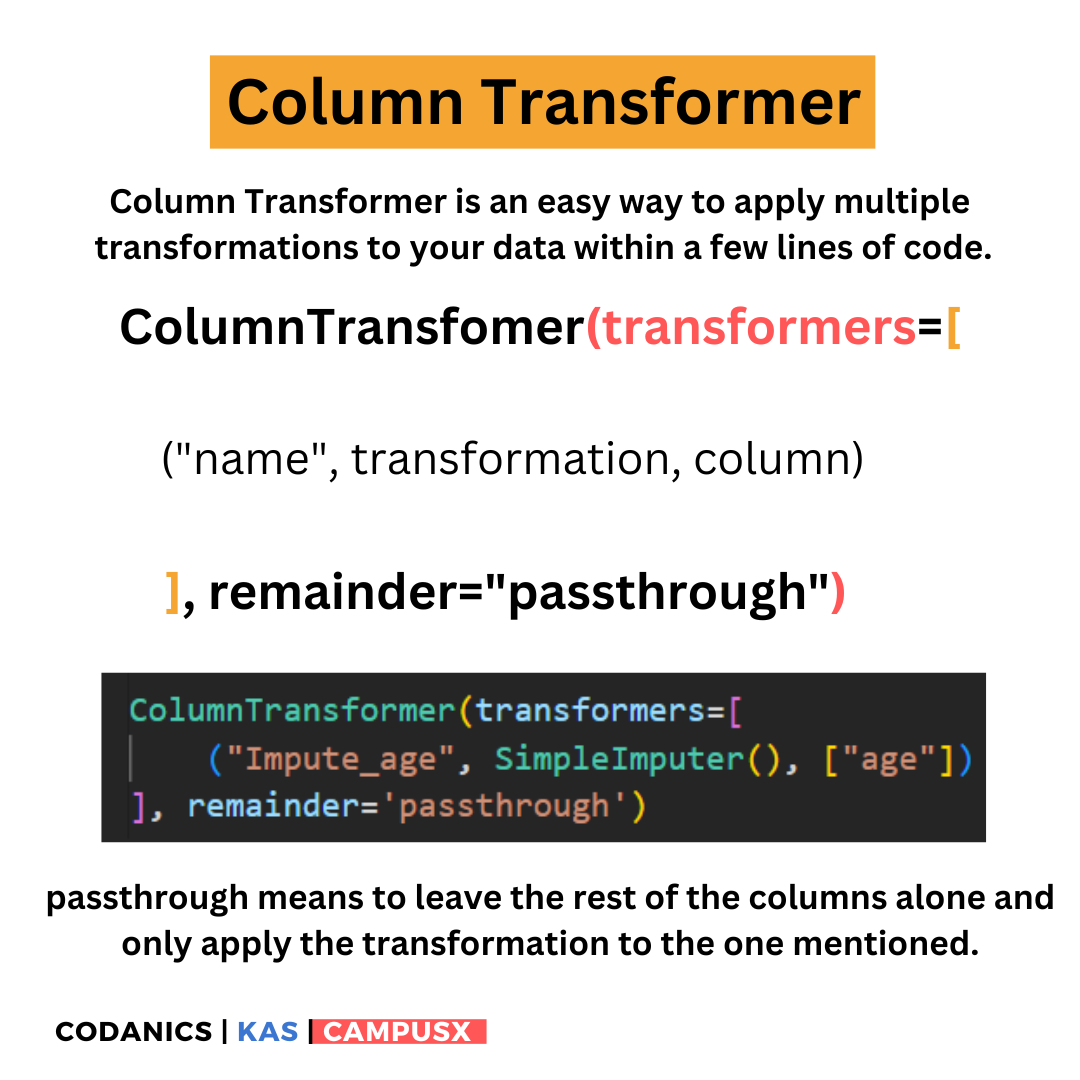 Column Transformer
Column Transformer is an easy way to apply multiple
transformations to your data within a few lines of code.
ColumnTransfomer(transformers=[
("name", transformation, column)
], remainder="passthrough")
ColumnTransformer(transformers=[
("Impute_age", SimpleImputer(), ["age"])
], remainder='passthrough')
passthrough means to leave the rest of the columns alone and
only apply the transformation to the one mentioned.
CODANICS | KAS | CAMPUSX